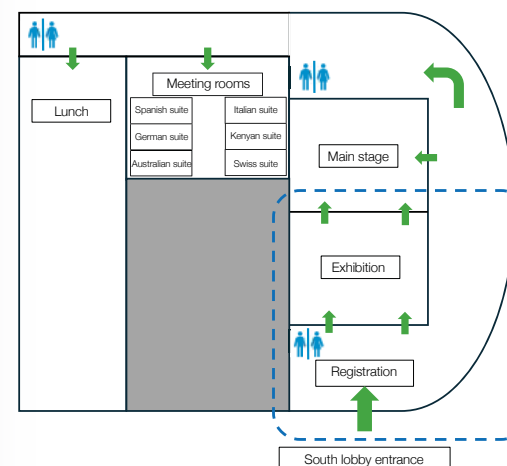 Meeting rooms
Lunch
Spanish suite
Italian suite
German suite
Kenyan suite
Australian suite
Swiss suite
Main stage
Exhibition
Registration
South lobby entrance